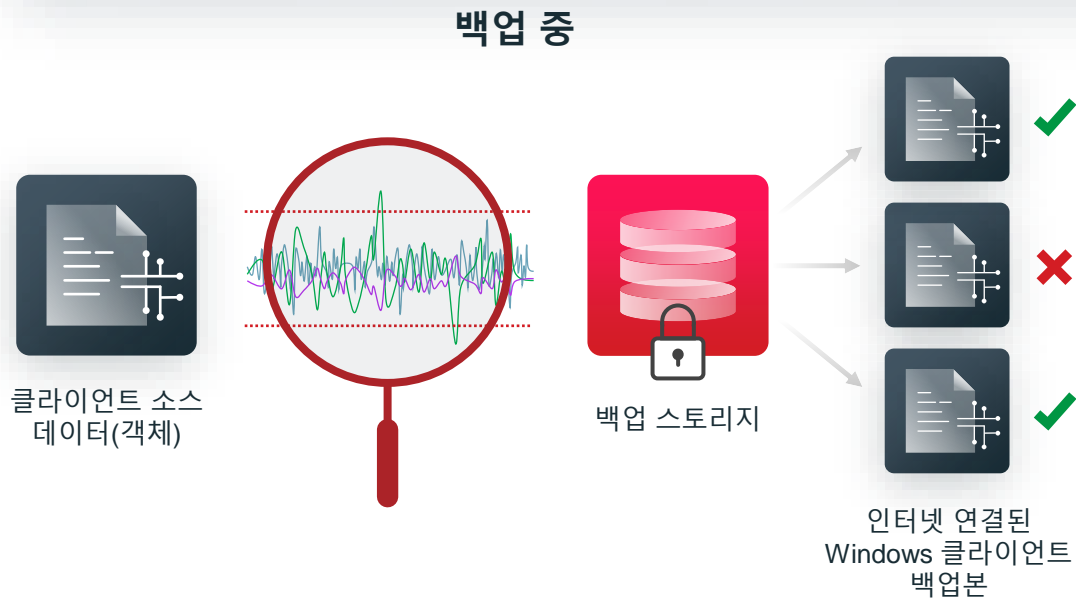 백업 중
클라이언트 소스
데이터(객체)
백업 스토리지
인터넷 연결된
Windows 클라이언트
백업본